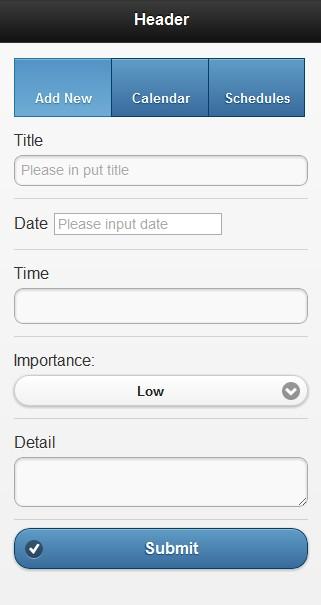 Header
Add New Calendar Schedules
Title
Please in put title
Date Please input date
Time
Importance:
Low
Detail
Submit